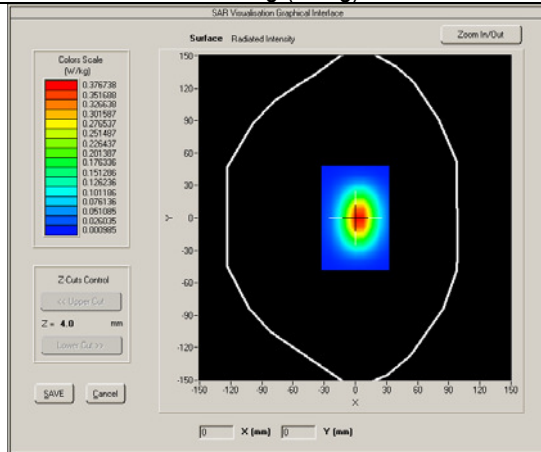 SAR Visualisation Graphical Interface
Surface Radiated Intensity
Zoom In/Out
Colors Scale
(W/kg)
0.376738
0.351688
0.326638
0.301587
0.276537
0.251487
0.226437
0.201387
0.176336
0.151286
0.126236
0.101186
0.076136
0.051085
0.026035
0.000985
150
120
90
60
30
0
-30
-60
-90
-120
-150
Y
-150 -120 -90 -60 -30 0 30 60 90 120 150
X
Z-Cuts Control
<< Upper Cut
Z = 4.0 mm
Lower Cut >>
SAVE Cancel
0 X (mm) 0 Y (mm)